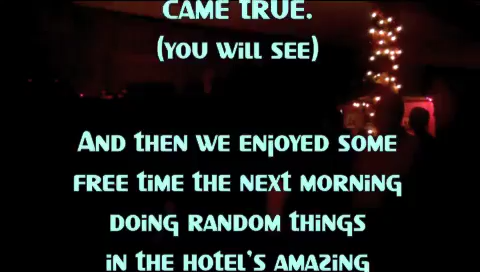 CAME TRUE.
(YOU WILL SEE)
AND THEN WE ENJOYED SOME
FREE TIME THE NEXT MORNING
DOING RANDOM THINGS
IN THE HOTEL'S AMAZING